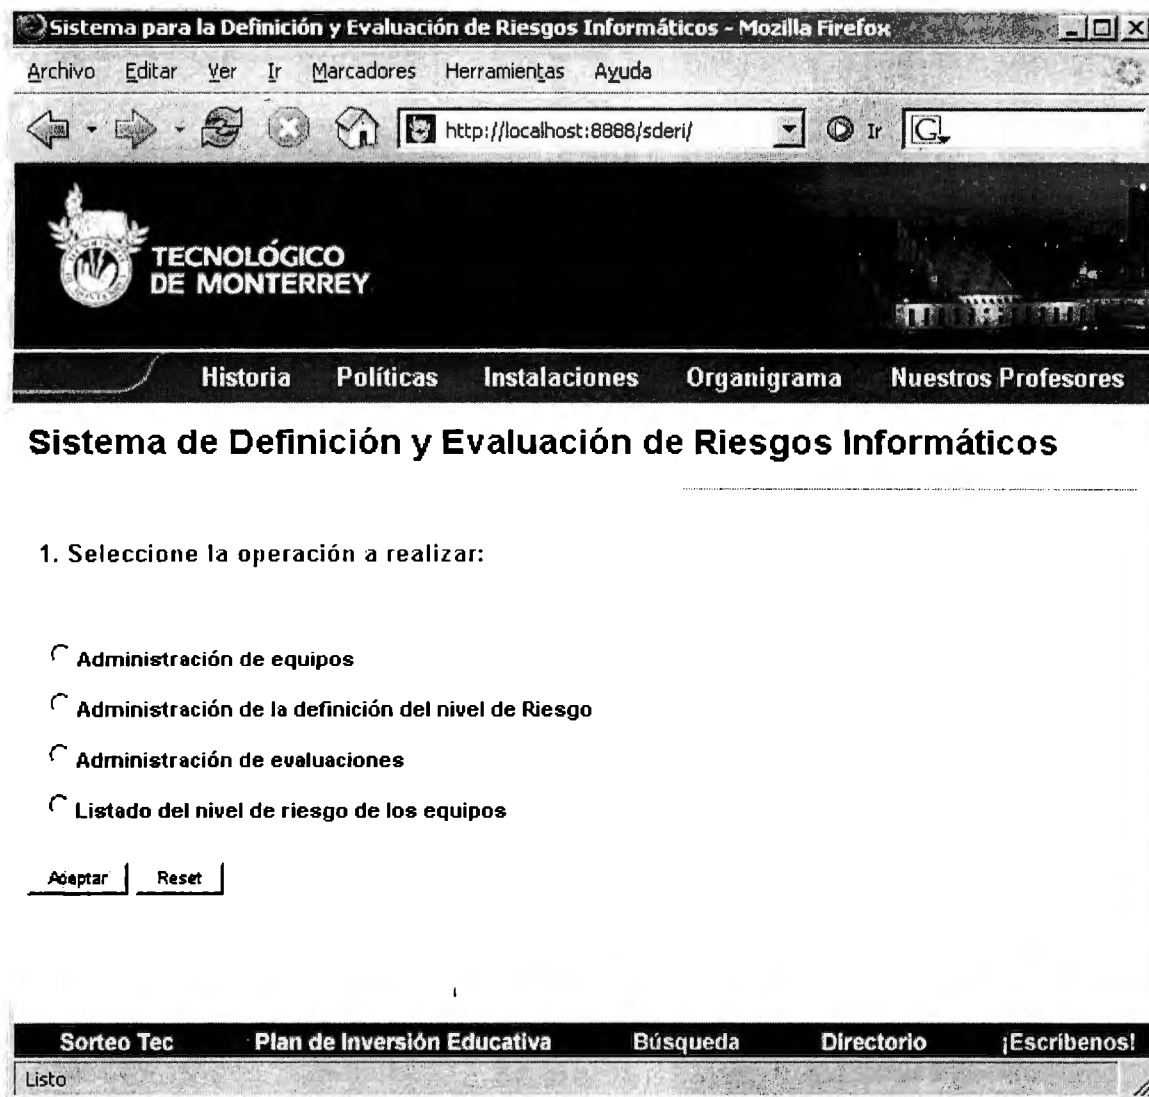 Sistema para la Definición y Evaluación de Riesgos Informáticos - Mozilla Firefox
Archivo Editar Ver Ir Marcadores Herramientas Ayuda
http://localhost:8888/sderi/ Ir G
TECNOLÓGICO
DE MONTERREY
Historia Políticas Instalaciones Organigrama Nuestros Profesores
Sistema de Definición y Evaluación de Riesgos Informáticos
1. Seleccione la operación a realizar:
Administración de equipos
Administración de la definición del nivel de Riesgo
Administración de evaluaciones
Listado del nivel de riesgo de los equipos
Aceptar Reset
Sorteo Tec Plan de Inversión Educativa Búsqueda Directorio ¡Escríbenos!
Listo